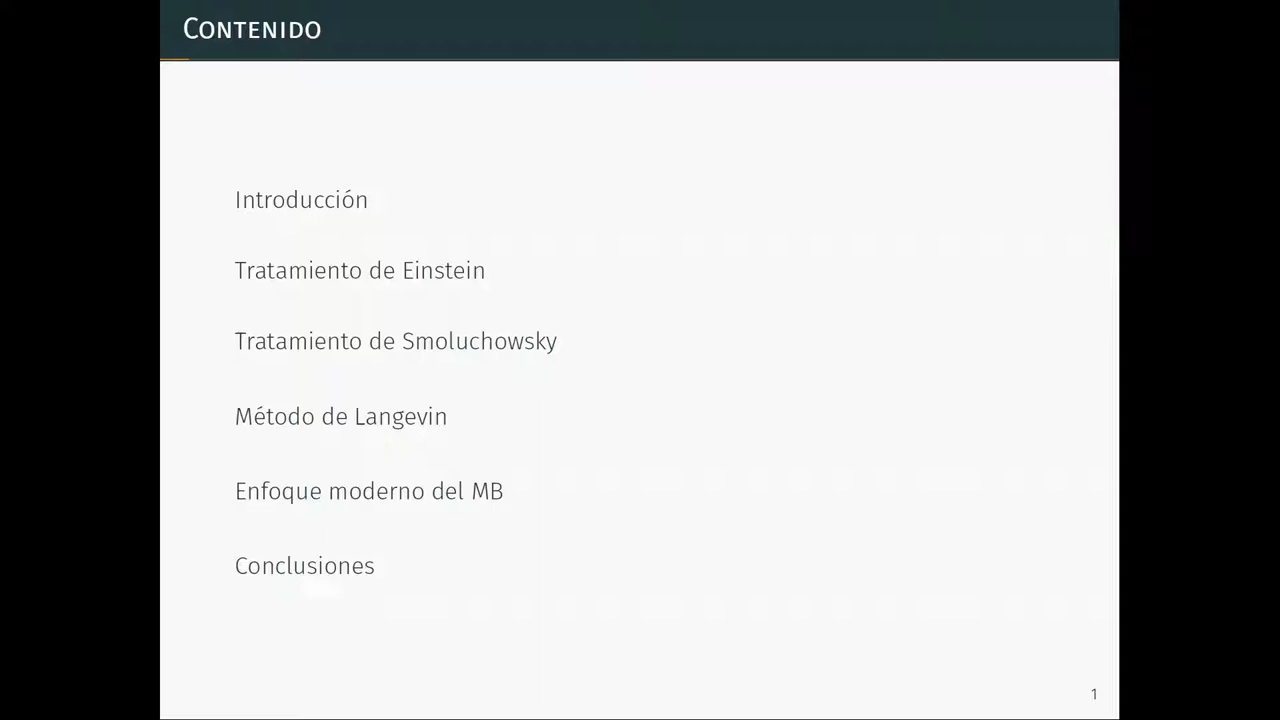 Contenido
Introducción
Tratamiento de Einstein
Tratamiento de Smoluchowsky
Método de Langevin
Enfoque moderno del MB
Conclusiones
1